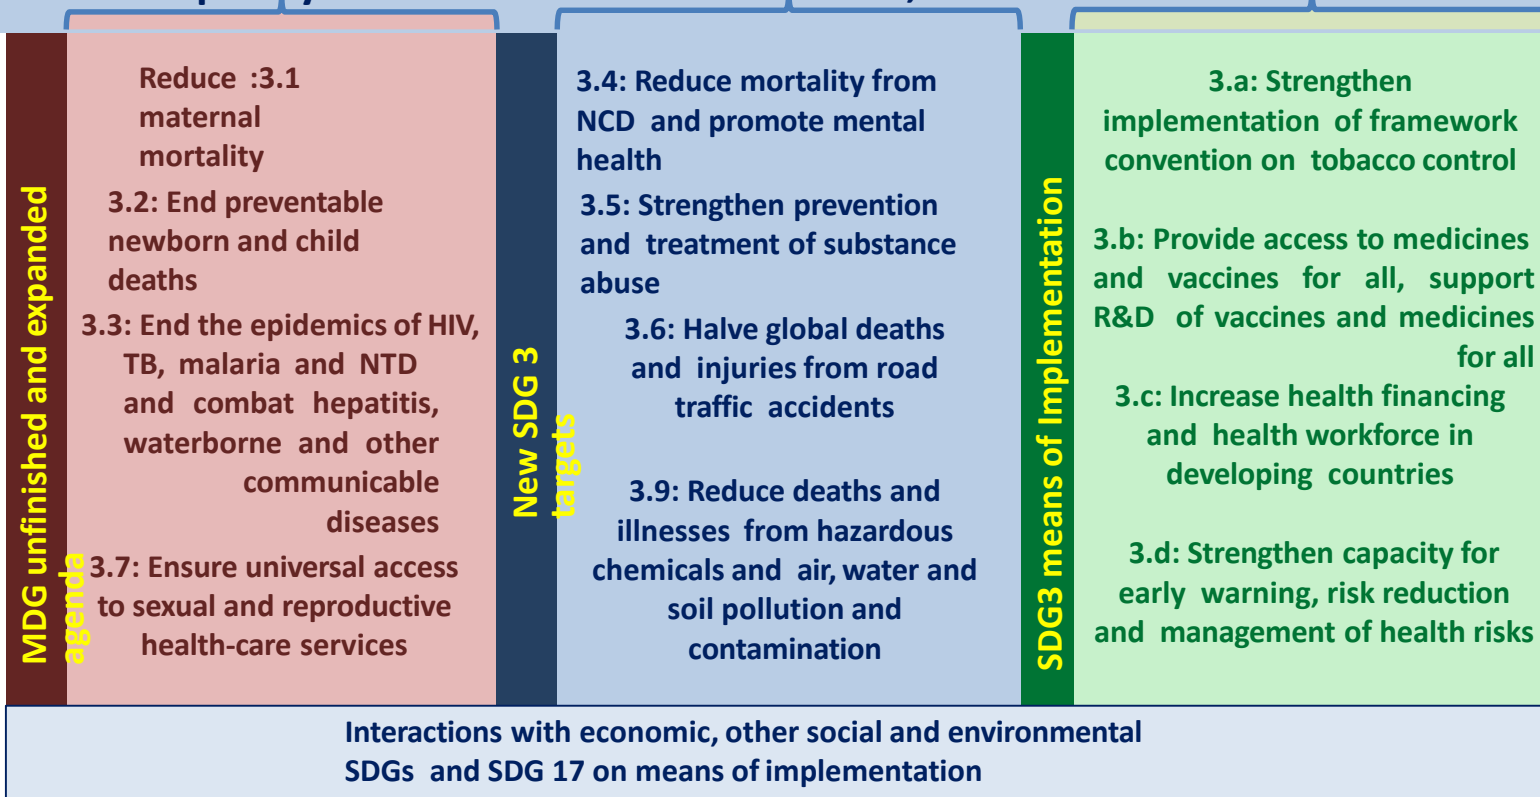 MDG unfinished and expanded
agenda
Reduce :3.1
maternal
mortality
3.2: End preventable
newborn and child
deaths
3.3: End the epidemics of HIV,
TB, malaria and NTD
and combat hepatitis,
waterborne and other
communicable
diseases
3.7: Ensure universal access
to sexual and reproductive
health-care services
New SDG 3
targets
3.4: Reduce mortality from
NCD and promote mental
health
3.5: Strengthen prevention
and treatment of substance
abuse
3.6: Halve global deaths
and injuries from road
traffic accidents
3.9: Reduce deaths and
illnesses from hazardous
chemicals and air, water and
soil pollution and
contamination
SDG3 means of Implementation
3.a: Strengthen
implementation of framework
convention on tobacco control
3.b: Provide access to medicines
and vaccines for all, support
R&D of vaccines and medicines
for all
3.c: Increase health financing
and health workforce in
developing countries
3.d: Strengthen capacity for
early warning, risk reduction
and management of health risks
Interactions with economic, other social and environmental
SDGs and SDG 17 on means of implementation